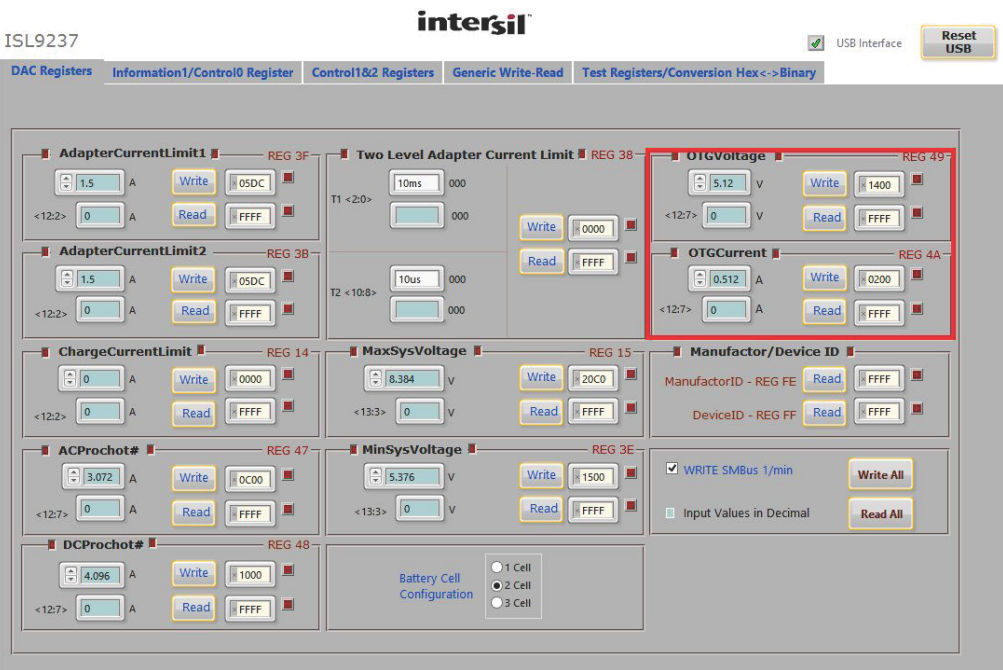 intersil
ISL9237
USB Interface
Reset USB
DAC Registers
Information1/Control0 Register
Control1&2 Registers
Generic Write-Read
Test Registers/Conversion Hex<->Binary
AdapterCurrentLimit1
REG 3F
1.5 A Write × 05DC
<12:2> 0 A Read × FFFF
AdapterCurrentLimit2
REG 3B
1.5 A Write × 05DC
<12:2> 0 A Read × FFFF
ChargeCurrentLimit
REG 14
0 A Write × 0000
<12:2> 0 A Read × FFFF
ACProchot#
REG 47
3.072 A Write × 0C00
<12:7> 0 A Read × FFFF
DCProchot#
REG 48
4.096 A Write × 1000
<12:7> 0 A Read × FFFF
Two Level Adapter Current Limit
REG 38
10ms 000
T1 <2:0>
000
Write × 0000
Read × FFFF
10us 000
T2 <10:8>
000
MaxSysVoltage
REG 15
8.384 V Write × 20C0
<13:3> 0 V Read × FFFF
MinSysVoltage
REG 3E
5.376 V Write × 1500
<13:3> 0 V Read × FFFF
Battery Cell
Configuration
1 Cell
2 Cell
3 Cell
OTGVoltage
REG 49
5.12 V Write × 1400
<12:7> 0 V Read × FFFF
OTGCurrent
REG 4A
0.512 A Write × 0200
<12:7> 0 A Read × FFFF
Manufactor/Device ID
ManufactorID - REG FE Read × FFFF
DeviceID - REG FF Read × FFFF
WRITE SMBus 1/min
Write All
Input Values in Decimal
Read All